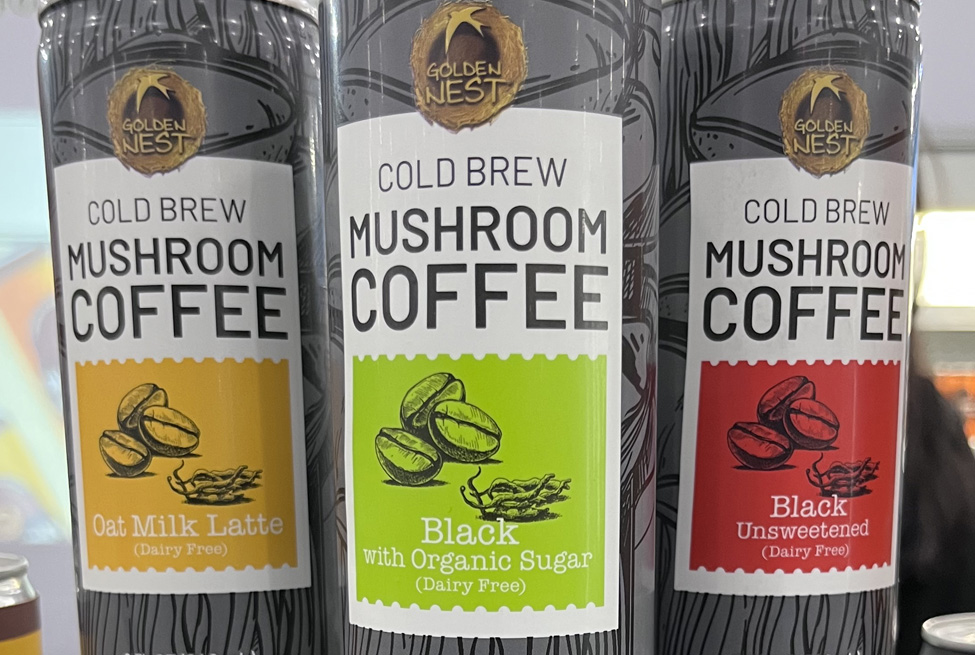 GOLDEN
NEST
COLD BREW
MUSHROOM
COFFEE
Oat Milk Latte
(Dairy Free)
GOLDEN
NEST
COLD BREW
MUSHROOM
COFFEE
Black
with Organic Sugar
(Dairy Free)
GOLDEN
NEST
COLD BREW
MUSHROOM
COFFEE
Black
Unsweetened
(Dairy Free)